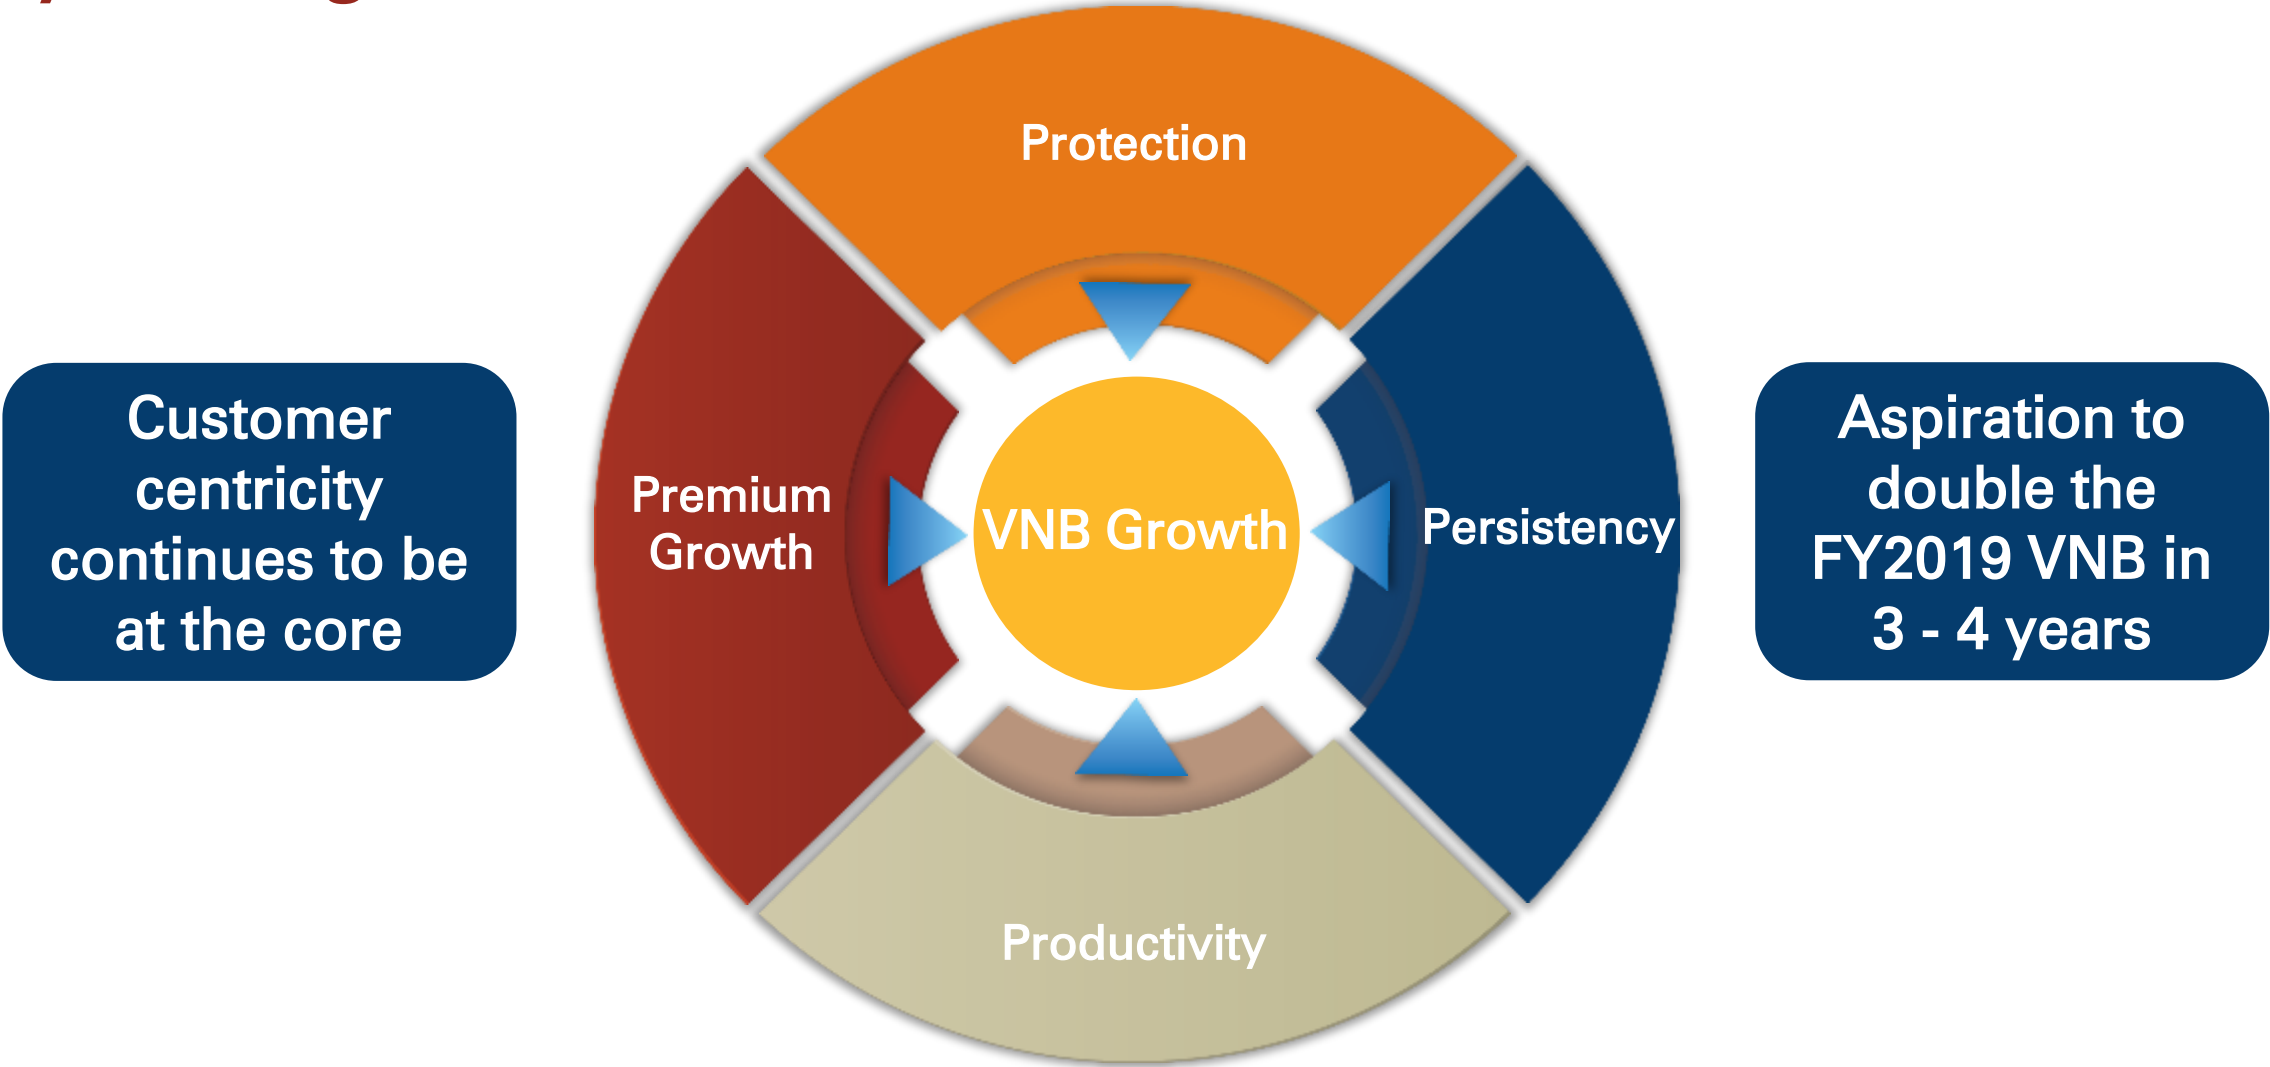 Protection
Customer
centricity
continues to be
at the core
Premium
Growth
VNB Growth
Persistency
Aspiration to
double the
FY2019 VNB in
3 - 4 years
Productivity